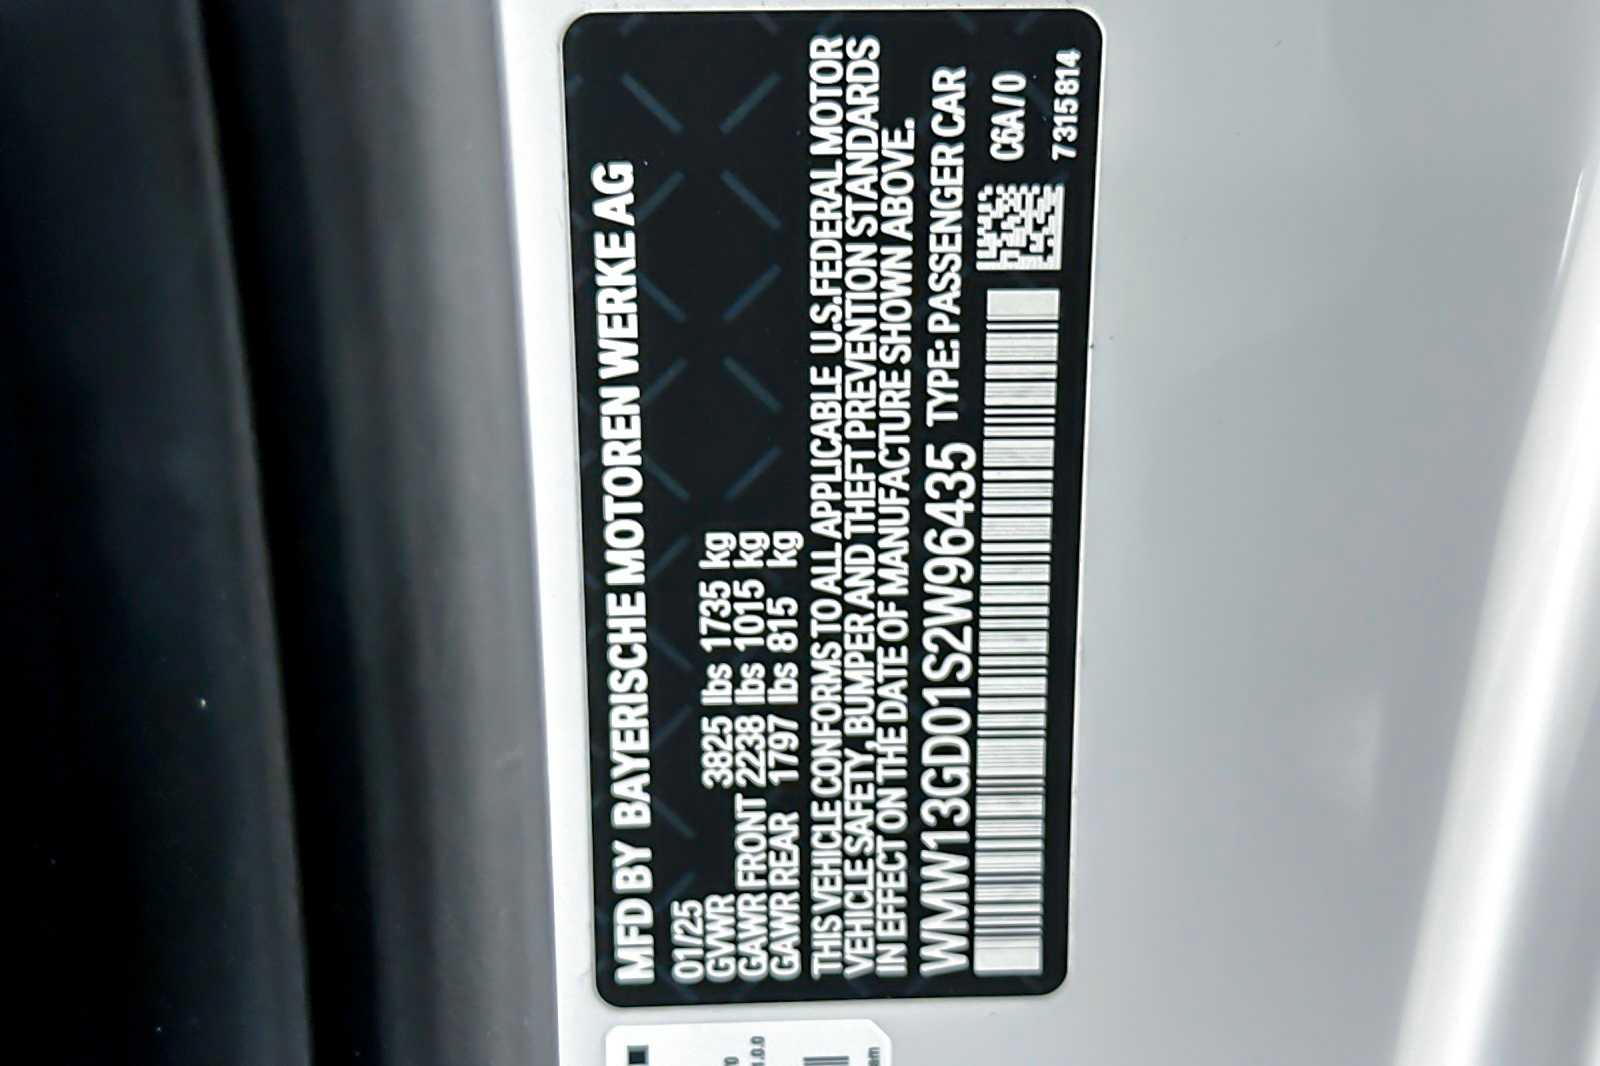 MFD BY BAYERISCHE MOTOREN WERKE AG
01/25
GVWR 3825 lbs 1735 kg
GAWR FRONT 2238 lbs 1015 kg
GAWR REAR 1797 lbs 815 kg
THIS VEHICLE CONFORMS TO ALL APPLICABLE U.S.FEDERAL MOTOR
VEHICLE SAFETY, BUMPER AND THEFT PREVENTION STANDARDS
IN EFFECT ON THE DATE OF MANUFACTURE SHOWN ABOVE.
WMW13GD01S2W96435 TYPE: PASSENGER CAR
C6A/0
7315814